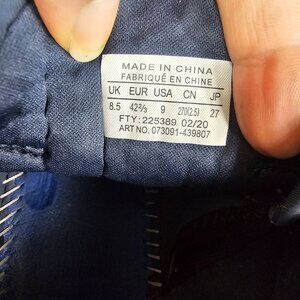 MADE IN CHINA
FABRIQUÉ EN CHINE
UK EUR USA CN JP
8.5 42⅔ 9 270(2.5) 27
FTY: 225389 02/20
ART NO. 073091-439807